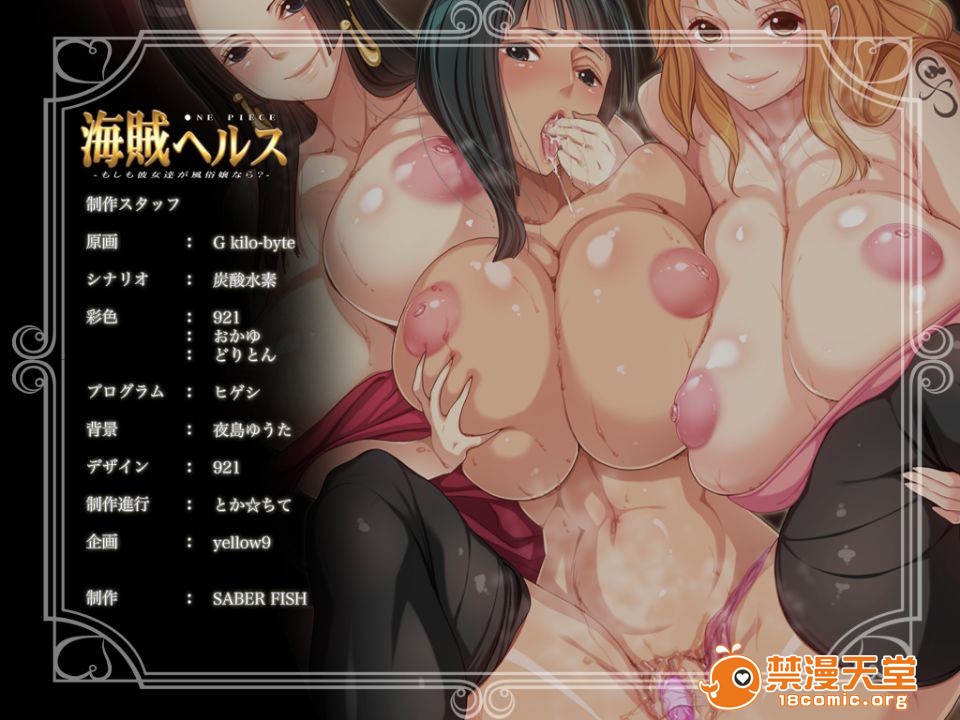 ONE PIECE
海賊ヘルス
-もしも彼女達が風俗嬢なら?-
制作スタッフ
原画 : G kilo-byte
シナリオ : 炭酸水素
彩色 : 921
: おかゆ
: どりとん
プログラム : ヒゲシ
背景 : 夜島ゆうた
デザイン : 921
制作進行 : とか☆ちて
企画 : yellow9
制作 : SABER FISH
禁漫天堂
18comic.org